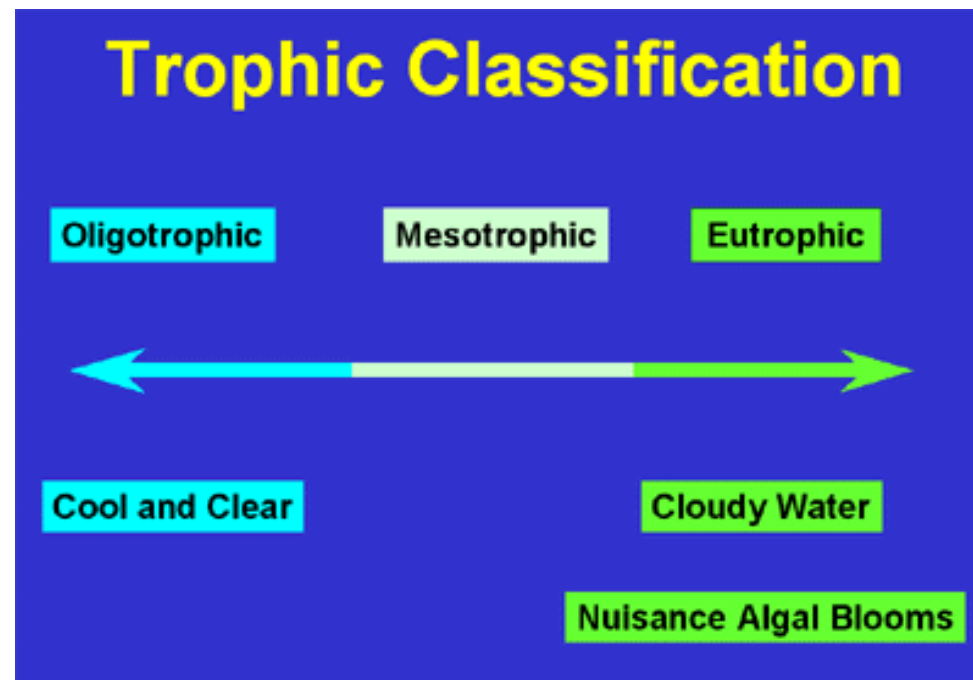 Trophic Classification
Oligotrophic
Mesotrophic
Eutrophic
Cool and Clear
Cloudy Water
Nuisance Algal Blooms